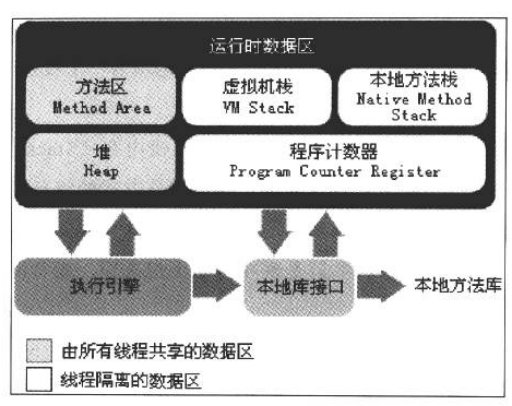 运行时数据区
方法区
Method Area
虚拟机栈
VM Stack
本地方法栈
Native Method
Stack
堆
Heap
程序计数器
Program Counter Register
执行引擎
本地库接口
本地方法库
由所有线程共享的数据区
线程隔离的数据区